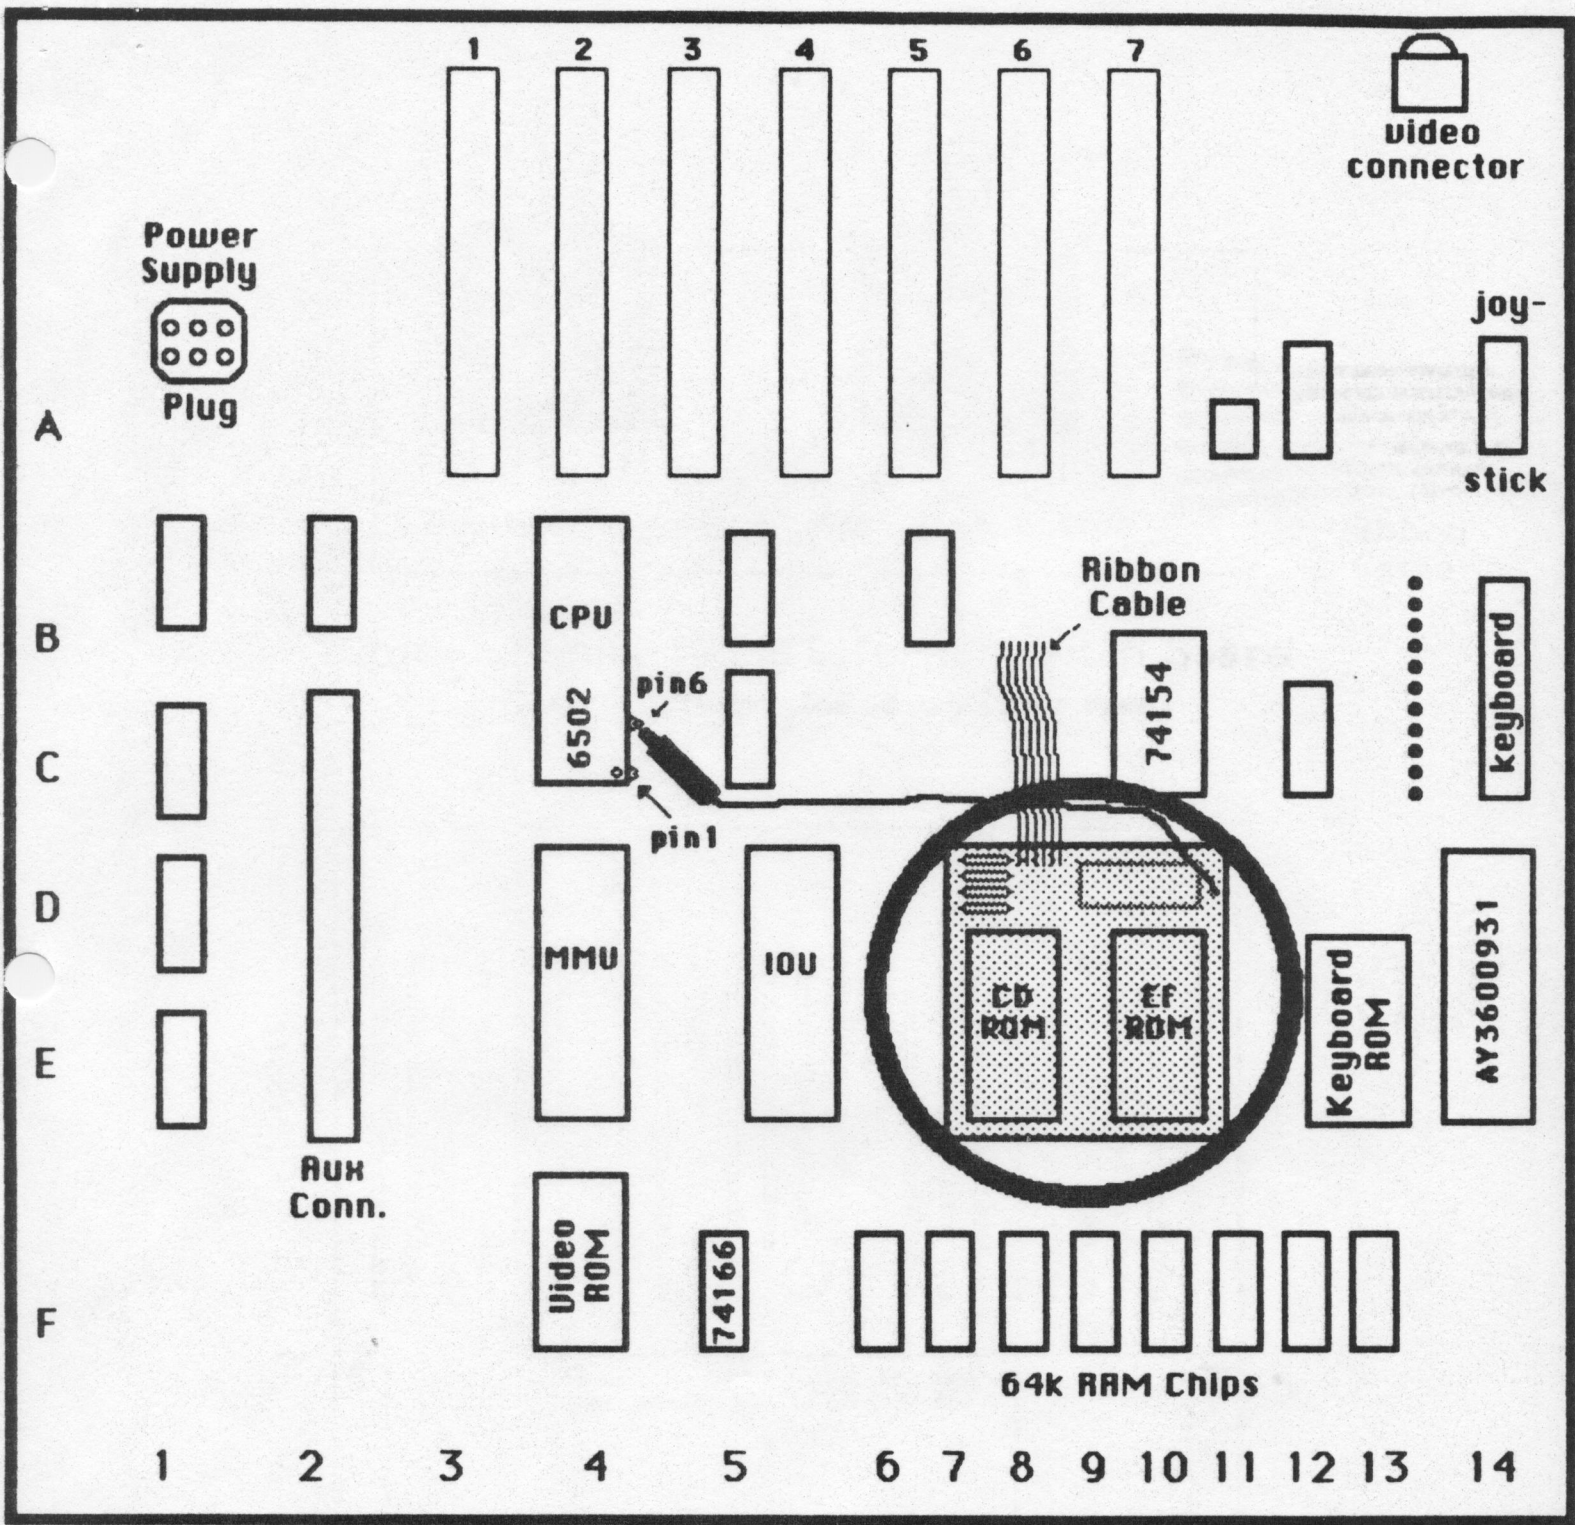 1 2 3 4 5 6 7
video
connector
Power
Supply
Plug
joy-
stick
A
Ribbon
Cable
B
CPU
6502
pin6
pin1
74154
keyboard
C
D
MMU
IOU
CD
ROM
EF
ROM
Keyboard
ROM
AY3600931
E
Aux
Conn.
Video
ROM
74166
F
64k RAM Chips
1 2 3 4 5 6 7 8 9 10 11 12 13 14